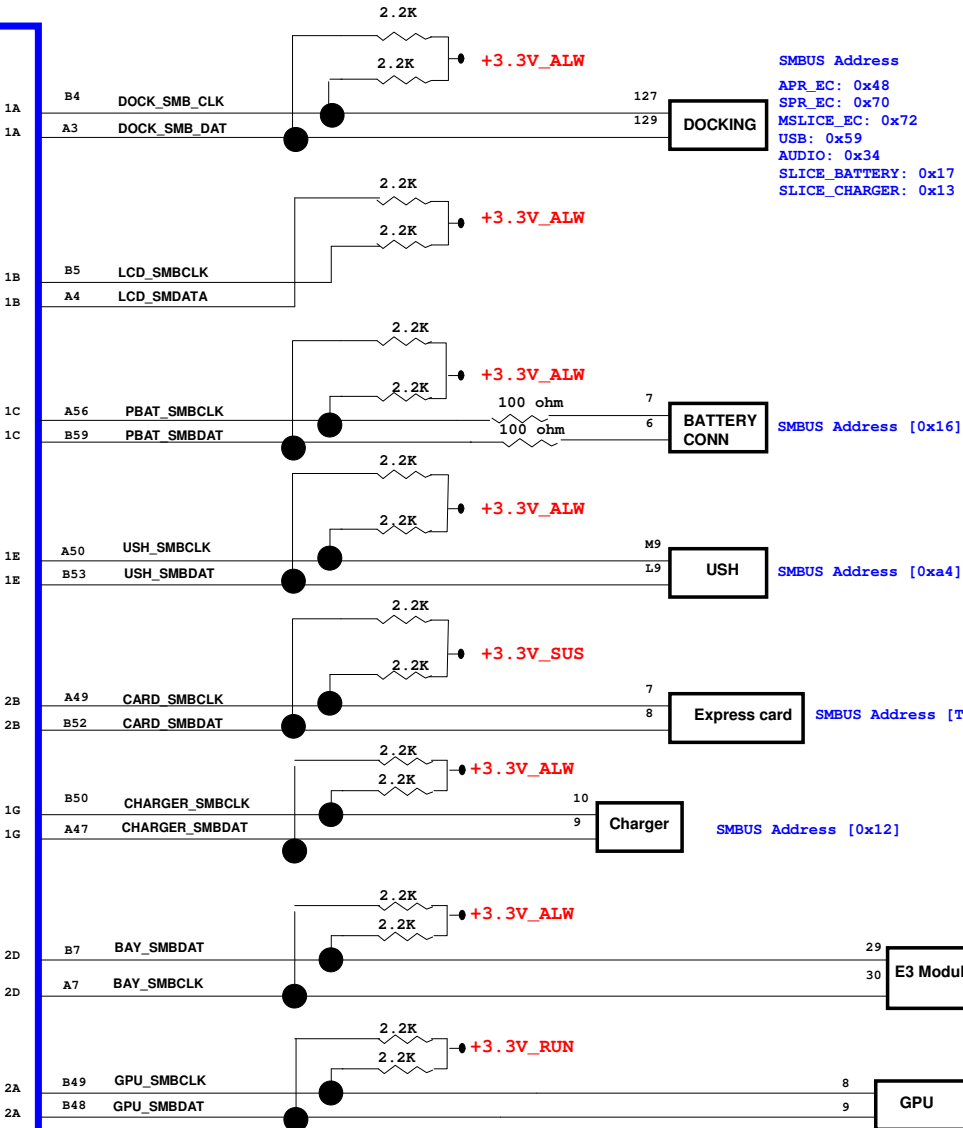 2.2K
2.2K
+3.3V_ALW
SMBUS Address
APR_EC: 0x48
SPR_EC: 0x70
MSLICE_EC: 0x72
USB: 0x59
AUDIO: 0x34
SLICE_BATTERY: 0x17
SLICE_CHARGER: 0x13
1A B4 DOCK_SMB_CLK 127
1A A3 DOCK_SMB_DAT 129
DOCKING
2.2K
2.2K
+3.3V_ALW
1B B5 LCD_SMBCLK
1B A4 LCD_SMDATA
2.2K
2.2K
+3.3V_ALW
100 ohm
100 ohm
1C A56 PBAT_SMBCLK 7
1C B59 PBAT_SMBDAT 6
BATTERY
CONN
SMBUS Address [0x16]
2.2K
2.2K
+3.3V_ALW
1E A50 USH_SMBCLK M9
1E B53 USH_SMBDAT L9
USH
SMBUS Address [0xa4]
2.2K
2.2K
+3.3V_SUS
2B A49 CARD_SMBCLK 7
2B B52 CARD_SMBDAT 8
Express card
SMBUS Address [T
2.2K
2.2K
+3.3V_ALW
1G B50 CHARGER_SMBCLK 10
1G A47 CHARGER_SMBDAT 9
Charger
SMBUS Address [0x12]
2.2K
2.2K
+3.3V_ALW
2D B7 BAY_SMBDAT 29
2D A7 BAY_SMBCLK 30
E3 Modul
2.2K
2.2K
+3.3V_RUN
2A B49 GPU_SMBCLK 8
2A B48 GPU_SMBDAT 9
GPU